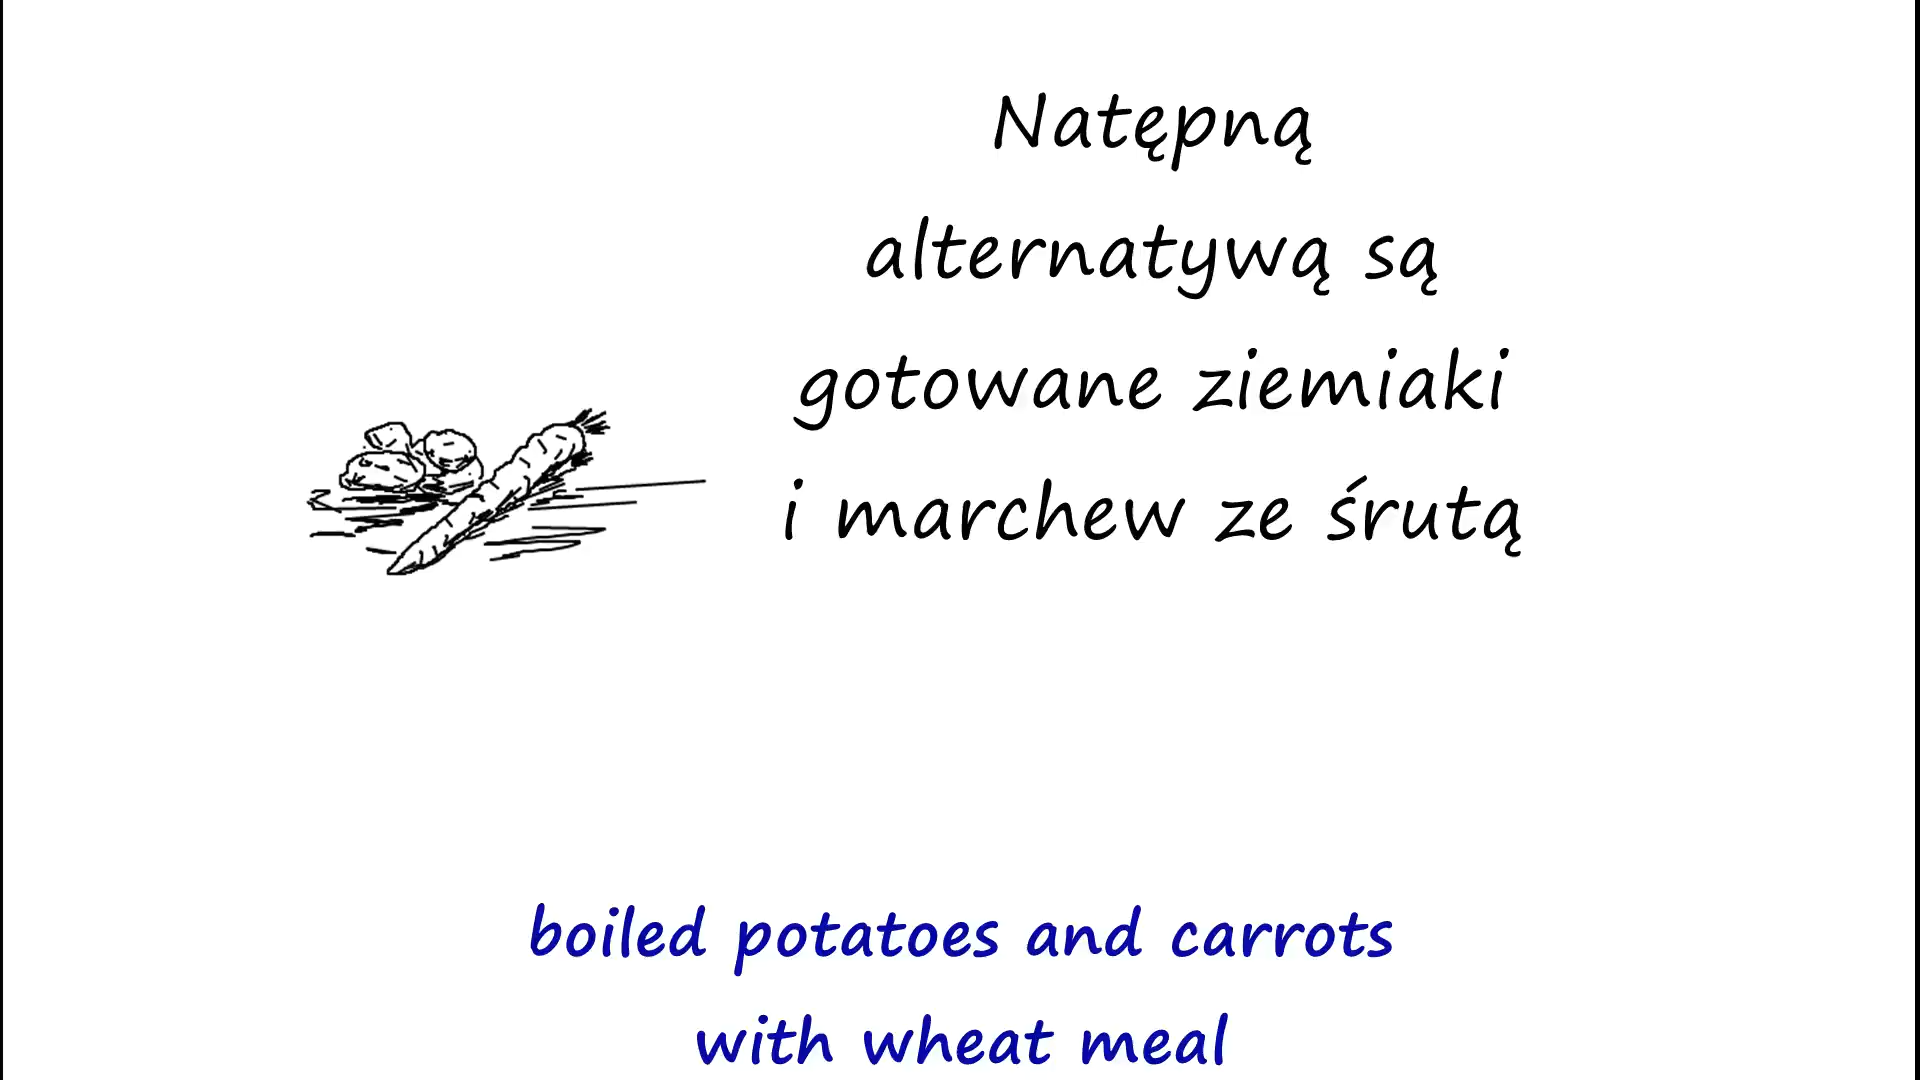 Natępną
alternatywą są
gotowane ziemiaki
i marchew ze śrutą
boiled potatoes and carrots
with wheat meal